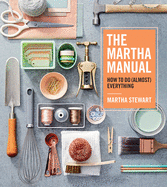 THE
MARTHA
MANUAL
HOW TO DO (ALMOST)
EVERYTHING
MARTHA STEWART